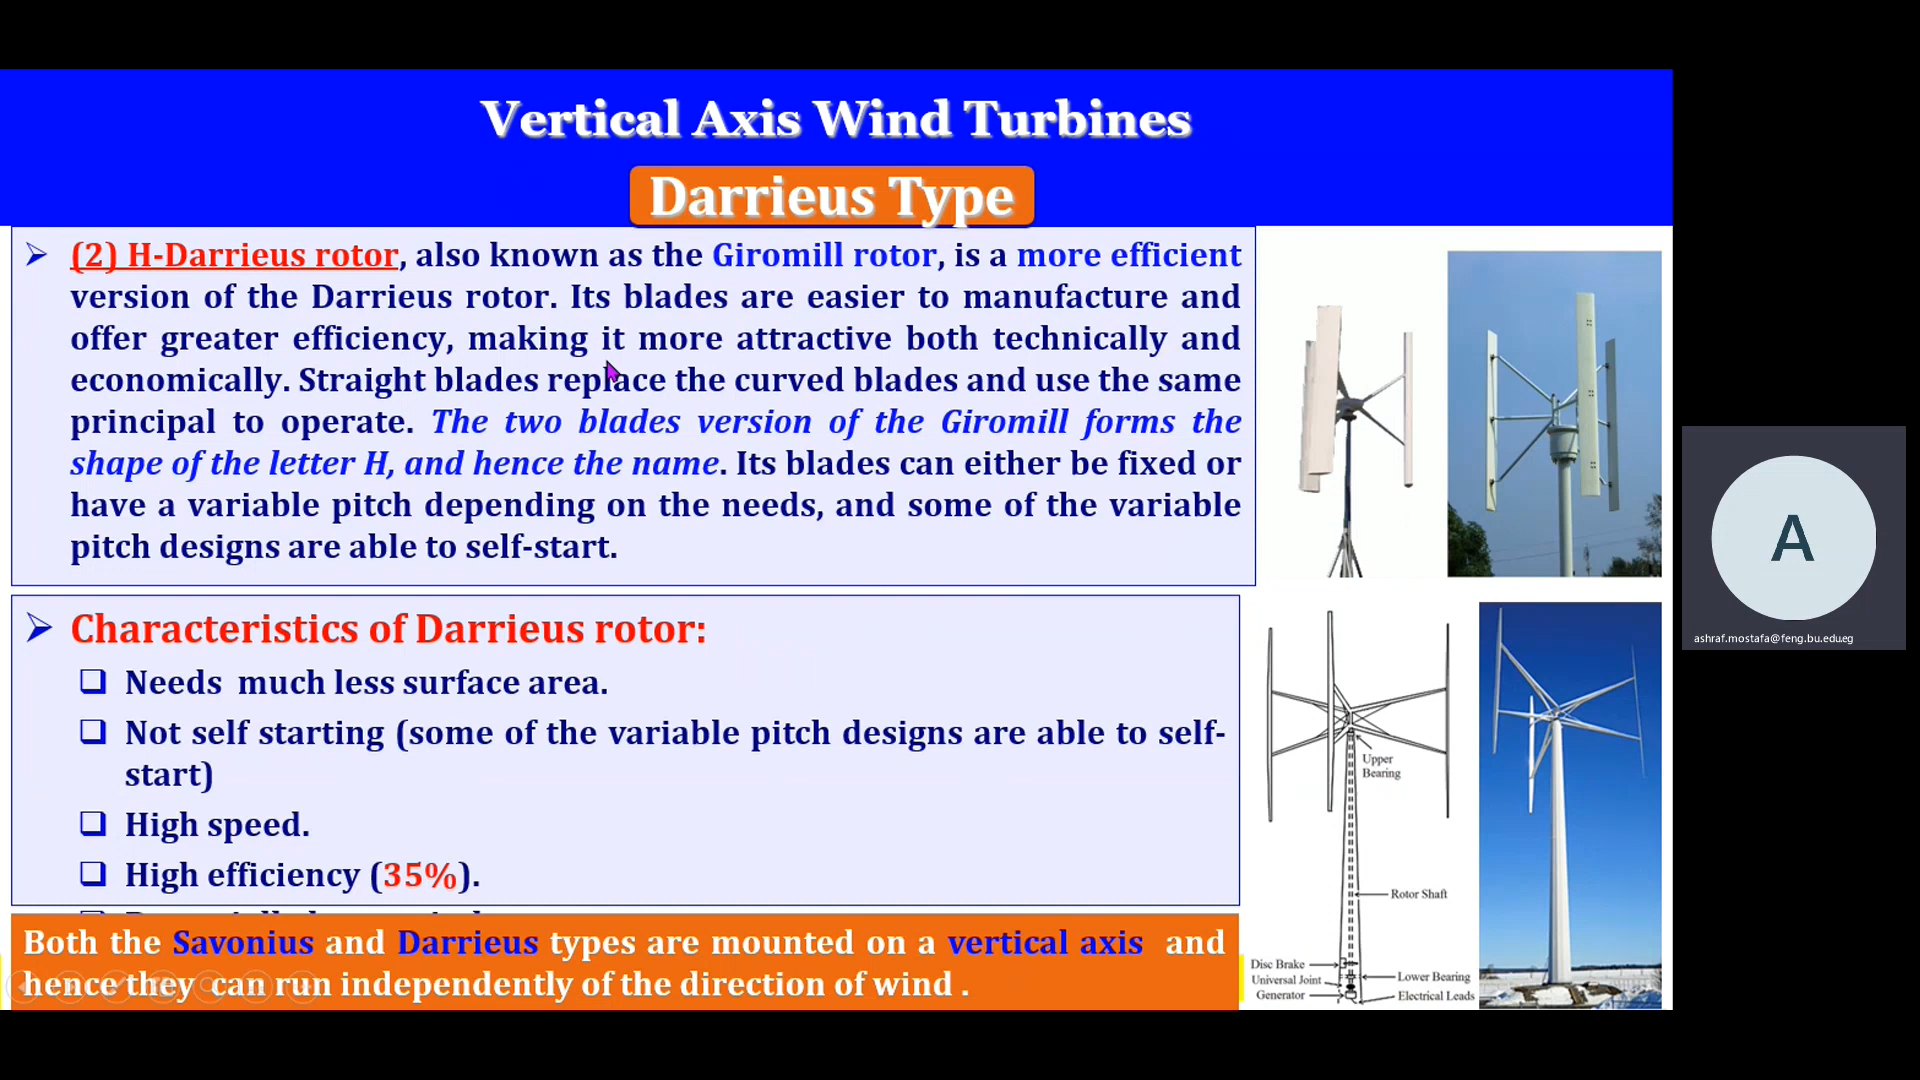 Vertical Axis Wind Turbines
Darrieus Type
(2) H-Darrieus rotor, also known as the Giromill rotor, is a more efficient
version of the Darrieus rotor. Its blades are easier to manufacture and
offer greater efficiency, making it more attractive both technically and
economically. Straight blades replace the curved blades and use the same
principal to operate. The two blades version of the Giromill forms the
shape of the letter H, and hence the name. Its blades can either be fixed or
have a variable pitch depending on the needs, and some of the variable
pitch designs are able to self-start.
Characteristics of Darrieus rotor:
Needs much less surface area.
Not self starting (some of the variable pitch designs are able to self-
start)
High speed.
High efficiency (35%).
Both the Savonius and Darrieus types are mounted on a vertical axis and
hence they can run independently of the direction of wind .
Upper
Bearing
Rotor Shaft
Disc Brake
Universal Joint
Generator
Lower Bearing
Electrical Leads
A
ashraf.mostafa@feng.bu.edu.eg